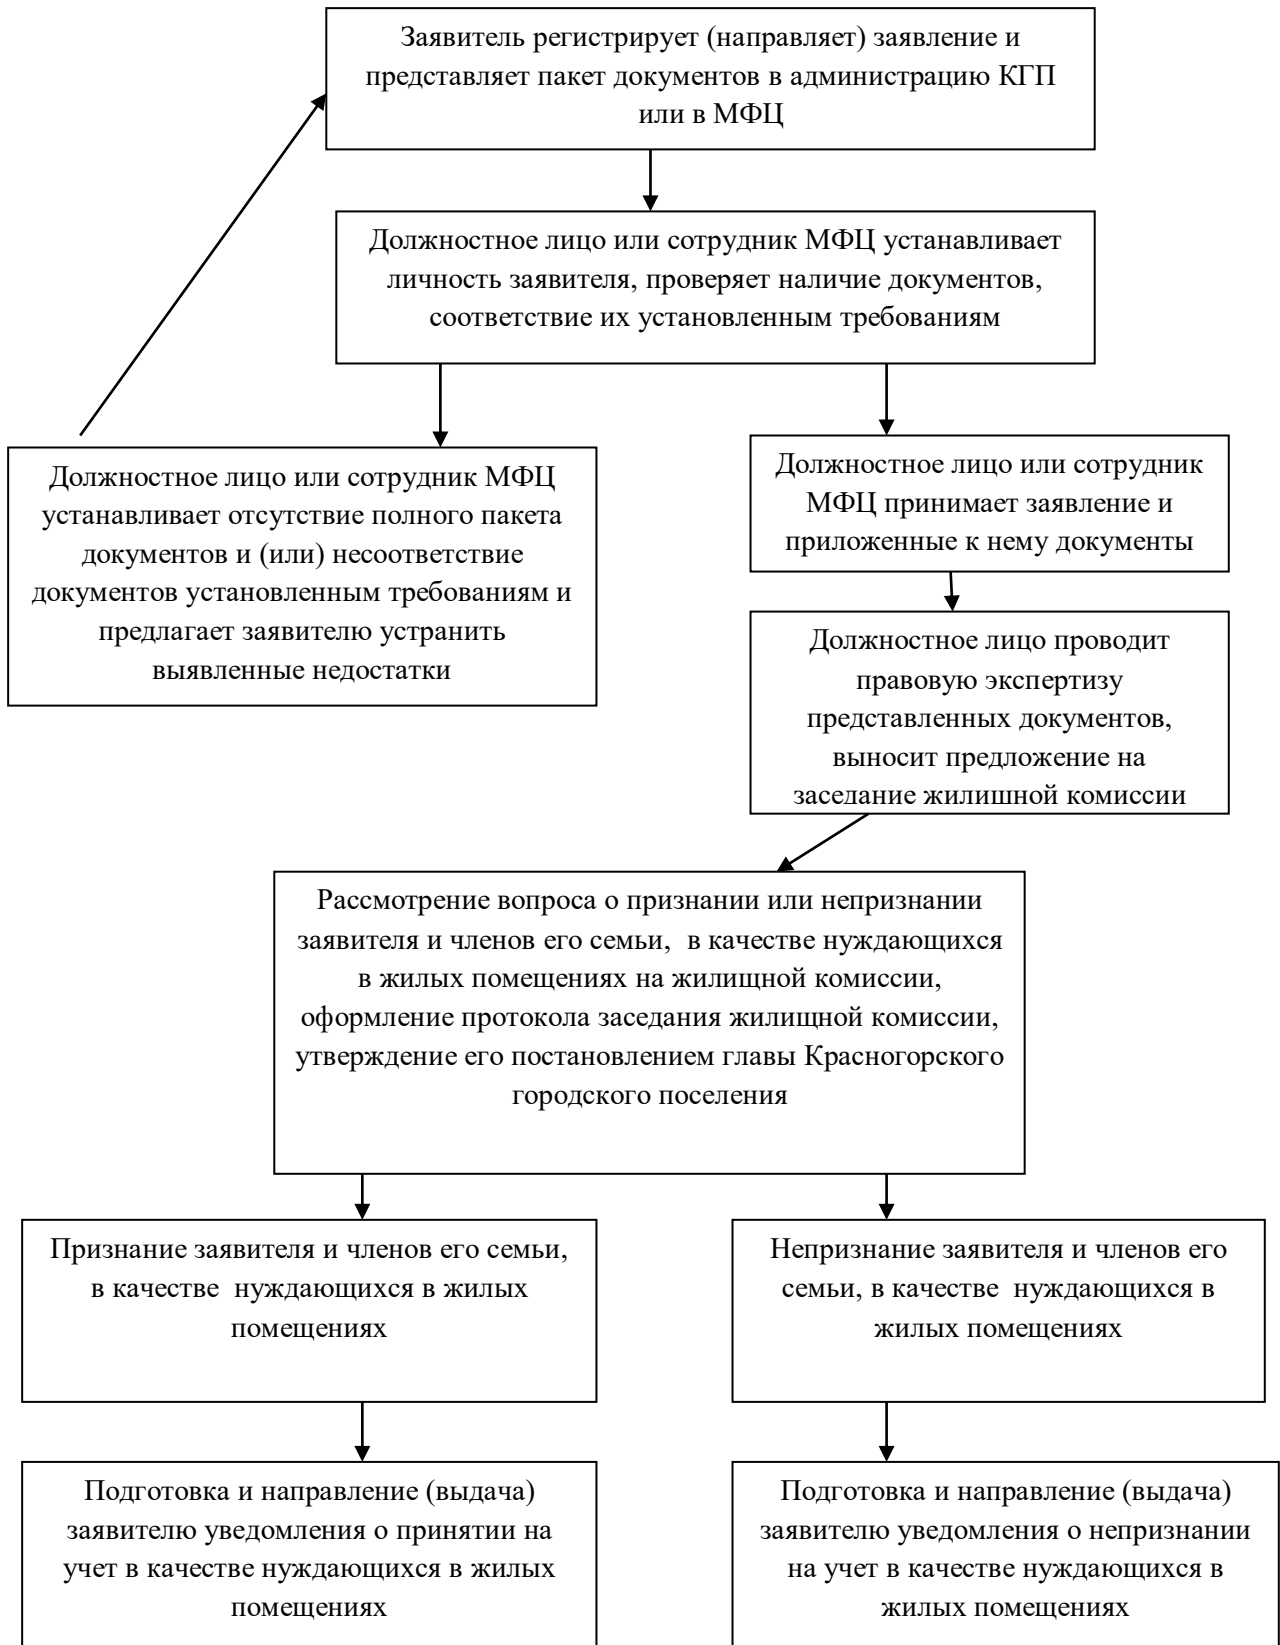 Заявитель регистрирует (направляет) заявление и
представляет пакет документов в администрацию КГП
или в МФЦ
Должностное лицо или сотрудник МФЦ устанавливает
личность заявителя, проверяет наличие документов,
соответствие их установленным требованиям
Должностное лицо или сотрудник МФЦ
устанавливает отсутствие полного пакета
документов и (или) несоответствие
документов установленным требованиям и
предлагает заявителю устранить
выявленные недостатки
Должностное лицо или сотрудник
МФЦ принимает заявление и
приложенные к нему документы
Должностное лицо проводит
правовую экспертизу
представленных документов,
выносит предложение на
заседание жилищной комиссии
Рассмотрение вопроса о признании или непризнании
заявителя и членов его семьи, в качестве нуждающихся
в жилых помещениях на жилищной комиссии,
оформление протокола заседания жилищной комиссии,
утверждение его постановлением главы Красногорского
городского поселения
Признание заявителя и членов его семьи,
в качестве нуждающихся в жилых
помещениях
Непризнание заявителя и членов его
семьи, в качестве нуждающихся в
жилых помещениях
Подготовка и направление (выдача)
заявителю уведомления о принятии на
учет в качестве нуждающихся в жилых
помещениях
Подготовка и направление (выдача)
заявителю уведомления о непризнании
на учет в качестве нуждающихся в
жилых помещениях